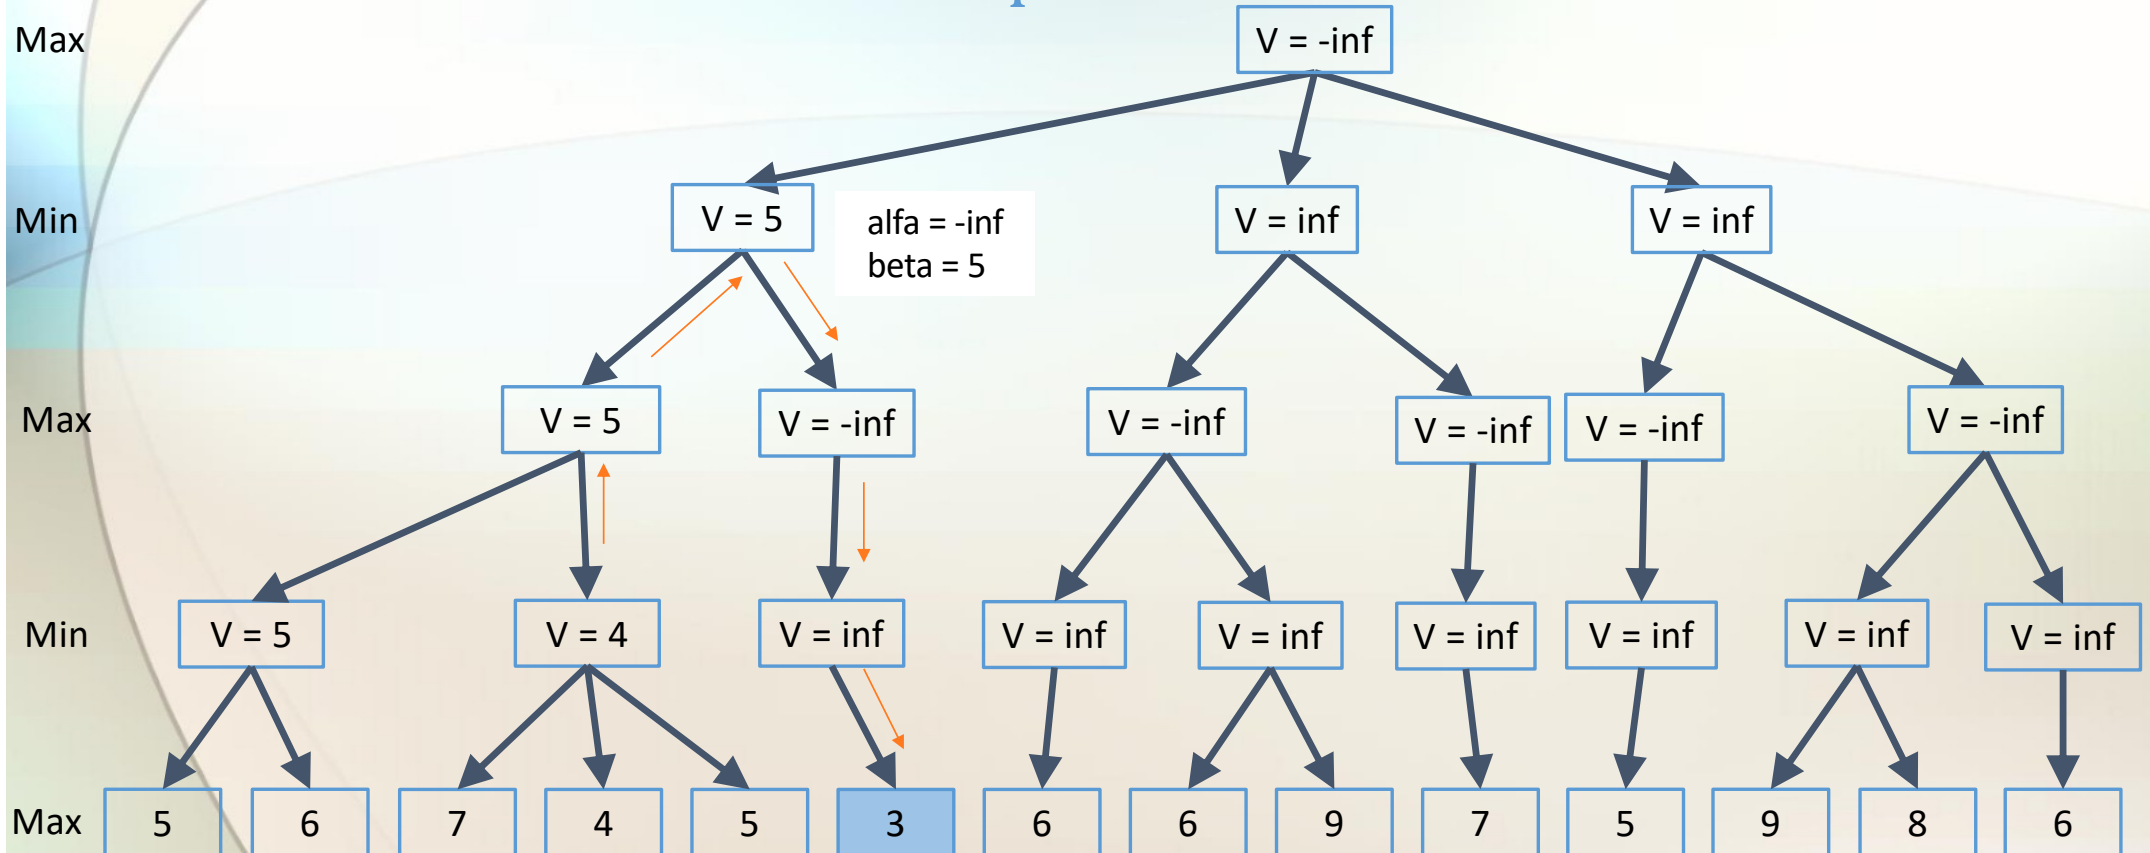 Max
V = -inf
Min
V = 5
alfa = -inf
beta = 5
V = inf
V = inf
Max
V = 5
V = -inf
V = -inf
V = -inf
V = -inf
V = -inf
Min
V = 5
V = 4
V = inf
V = inf
V = inf
V = inf
V = inf
V = inf
V = inf
Max
5
6
7
4
5
3
6
6
9
7
5
9
8
6